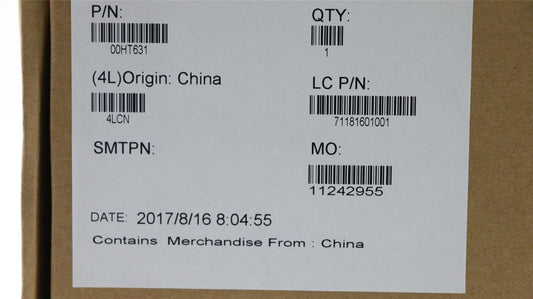 P/N: QTY:
00HT631 1
(4L)Origin: China LC P/N:
4LCN 71181601001
SMTPN: MO:
11242955
DATE: 2017/8/16 8:04:55
Contains Merchandise From : China